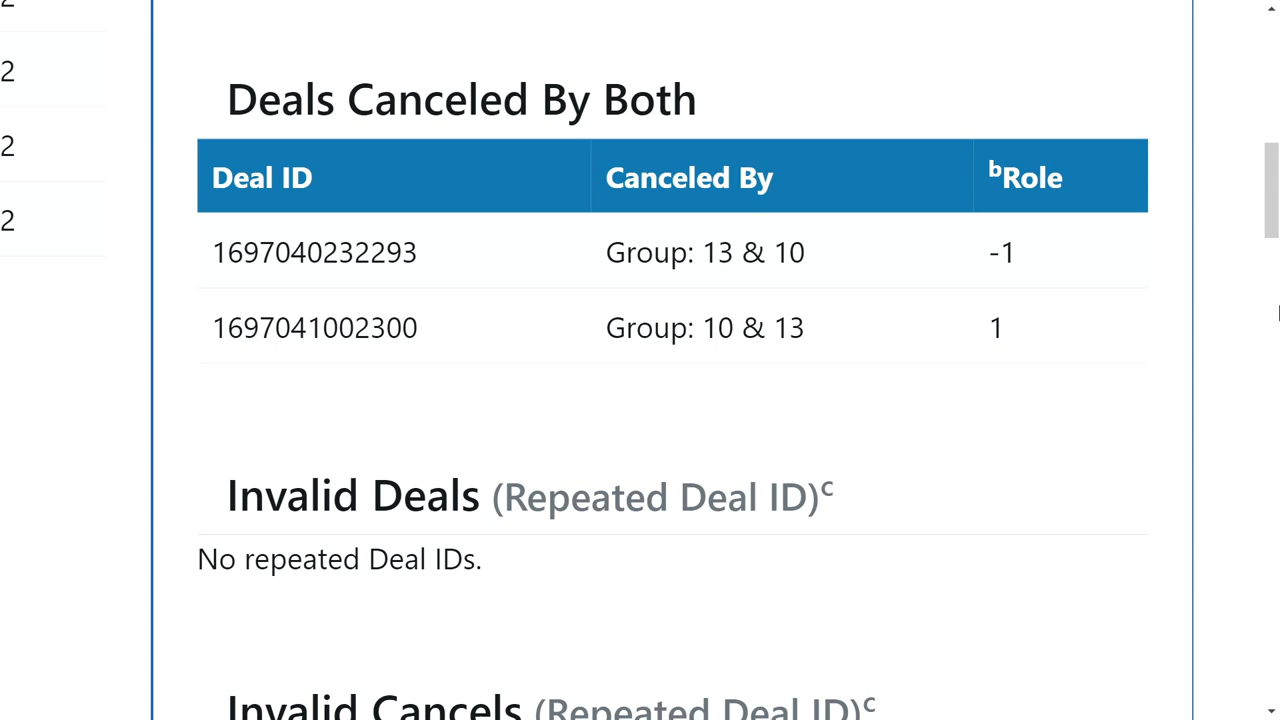 2
2
2
2
Deals Canceled By Both
Deal ID Canceled By bRole
1697040232293 Group: 13 & 10 -1
1697041002300 Group: 10 & 13 1
Invalid Deals (Repeated Deal ID)c
No repeated Deal IDs.
Invalid Cancels (Repeated Deal ID)c